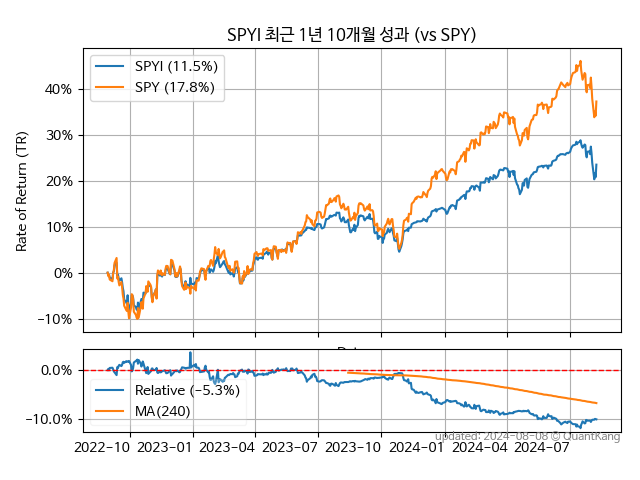 SPYI 최근 1년 10개월 성과 (vs SPY)
SPYI (11.5%)
SPY (17.8%)
Rate of Return (TR)
40%
30%
20%
10%
0%
−10%
0.0%
−10.0%
Relative (−5.3%)
MA(240)
2022−10 2023−01 2023−04 2023−07 2023−10 2024−01 2024−04 2024−07
updated: 2024−08−08 © QuantKang